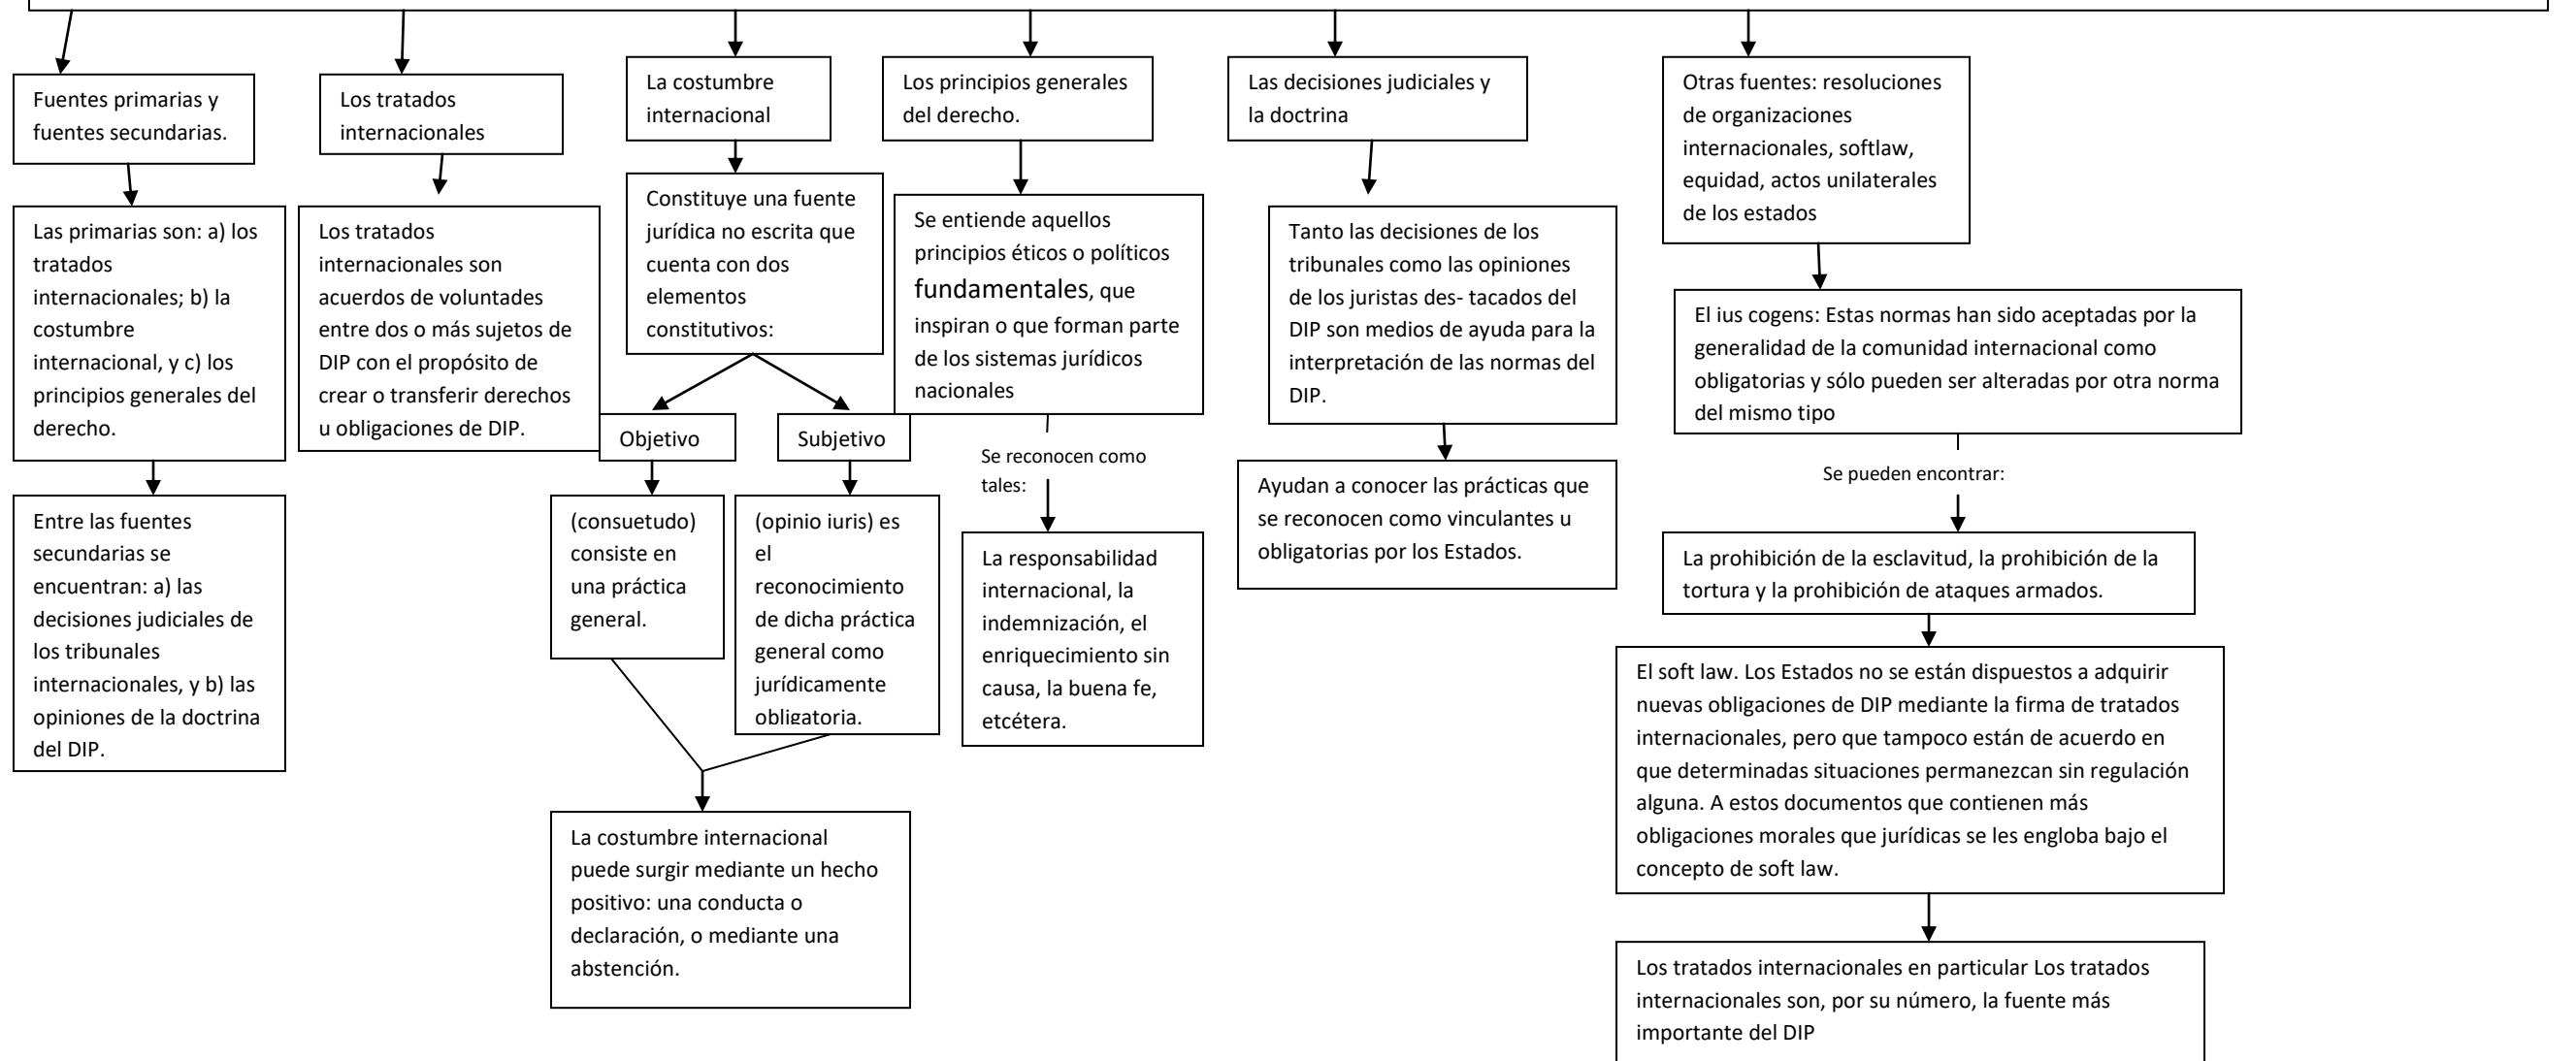 Fuentes primarias y
fuentes secundarias.
Las primarias son: a) los
tratados
internacionales; b) la
costumbre
internacional, y c) los
principios generales del
derecho.
Entre las fuentes
secundarias se
encuentran: a) las
decisiones judiciales de
los tribunales
internacionales, y b) las
opiniones de la doctrina
del DIP.
Los tratados
internacionales
Los tratados
internacionales son
acuerdos de voluntades
entre dos o más sujetos de
DIP con el propósito de
crear o transferir derechos
u obligaciones de DIP.
La costumbre
internacional
Constituye una fuente
jurídica no escrita que
cuenta con dos
elementos
constitutivos:
Objetivo
(consuetudo)
consiste en
una práctica
general.
Subjetivo
(opinio iuris) es
el
reconocimiento
de dicha práctica
general como
jurídicamente
obligatoria.
La costumbre internacional
puede surgir mediante un hecho
positivo: una conducta o
declaración, o mediante una
abstención.
Los principios generales
del derecho.
Se entiende aquellos
principios éticos o políticos
fundamentales, que
inspiran o que forman parte
de los sistemas jurídicos
nacionales
Se reconocen como
tales:
La responsabilidad
internacional, la
indemnización, el
enriquecimiento sin
causa, la buena fe,
etcétera.
Las decisiones judiciales y
la doctrina
Tanto las decisiones de los
tribunales como las opiniones
de los juristas des- tacados del
DIP son medios de ayuda para la
interpretación de las normas del
DIP.
Ayudan a conocer las prácticas que
se reconocen como vinculantes u
obligatorias por los Estados.
Otras fuentes: resoluciones
de organizaciones
internacionales, softlaw,
equidad, actos unilaterales
de los estados
El ius cogens: Estas normas han sido aceptadas por la
generalidad de la comunidad internacional como
obligatorias y sólo pueden ser alteradas por otra norma
del mismo tipo
Se pueden encontrar:
La prohibición de la esclavitud, la prohibición de la
tortura y la prohibición de ataques armados.
El soft law. Los Estados no se están dispuestos a adquirir
nuevas obligaciones de DIP mediante la firma de tratados
internacionales, pero que tampoco están de acuerdo en
que determinadas situaciones permanezcan sin regulación
alguna. A estos documentos que contienen más
obligaciones morales que jurídicas se les engloba bajo el
concepto de soft law.
Los tratados internacionales en particular Los tratados
internacionales son, por su número, la fuente más
importante del DIP